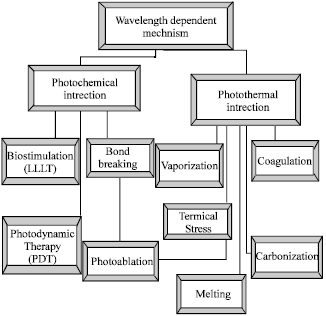 Wavelength dependent
mechnism
Photochemical
intrection
Photothermal
intrection
Biostimulation
(LLLT)
Bond
breaking
Vaporization
Coagulation
Photodynamic
Therapy
(PDT)
Photoablation
Termical
Stress
Carbonization
Melting